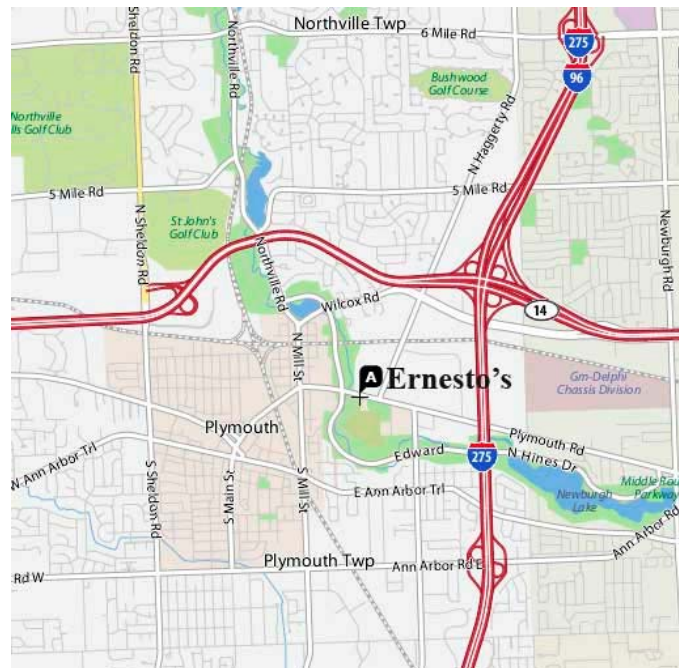 Northville Twp
6 Mile Rd
Sheldon Rd
Northville Rd
275
96
Bushwood
Golf Course
Northville
lls Golf Club
N Haggerty Rd
5 Mile Rd
5 Mile Rd
N Sheldon Rd
St John's
Golf Club
Newburgh Rd
Northville Rd
Wilcox Rd
14
N Mill St
A
Ernesto's
Gm-Delphi
Chassis Division
Plymouth
Plymouth Rd
Edward
N Hines Dr
275
W Ann Arbor Trl
E Ann Arbor Trl
S Sheldon Rd
S Main St
S Mill St
Newburgh
Lake
Middle Rou
Parkway
Ann Arbor Rd
Plymouth Twp
Ann Arbor Rd E
Rd W